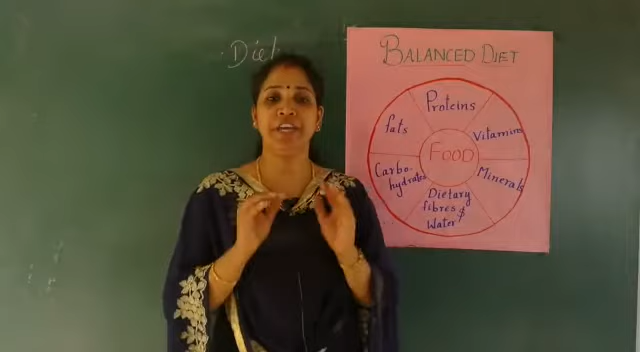 Diet
BALANCED DIET
Proteins
fats
Vitamins
FOOD
Carbo-
hydrates
Minerals
Dietary
fibres &
Water